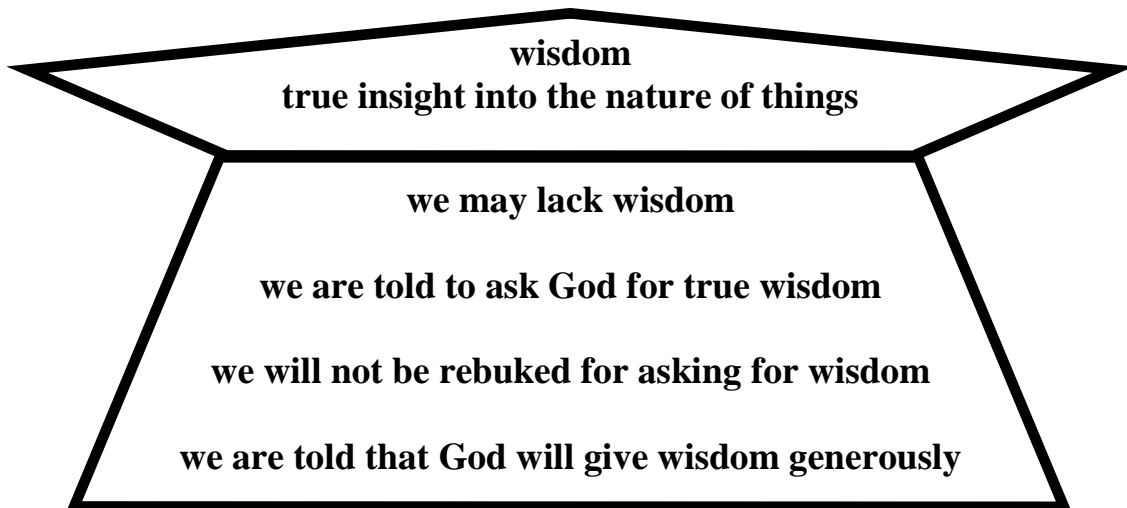 wisdom
true insight into the nature of things
we may lack wisdom
we are told to ask God for true wisdom
we will not be rebuked for asking for wisdom
we are told that God will give wisdom generously